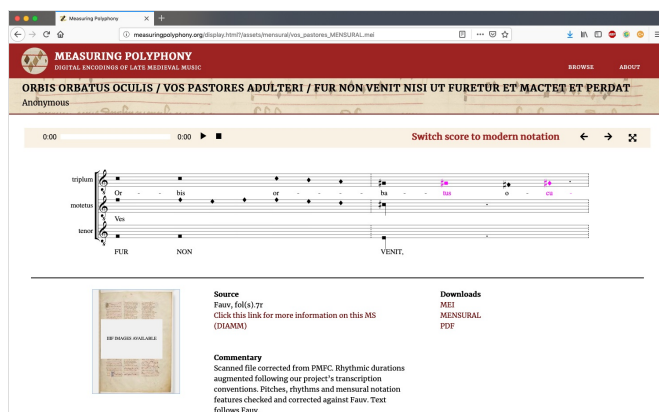 Measuring Polyphony
measuringpolyphony.org/display.html?/assets/mensural/vos_pastores_MENSURAL.mei
MEASURING POLYPHONY
DIGITAL ENCODINGS OF LATE MEDIEVAL MUSIC
BROWSE ABOUT
ORBIS ORBATUS OCULIS / VOS PASTORES ADULTERI / FUR NON VENIT NISI UT FURETUR ET MACTET ET PERDAT
Anonymous
0:00 0:00 Switch score to modern notation
triplum
Or - - bis or - - - - ba - - tus o - cu -
motetus
Ves
tenor
FUR NON VENIT,
IIIF IMAGES AVAILABLE
Source
Fauv, fol(s).7r
Click this link for more information on this MS
(DIAMM)
Commentary
Scanned file corrected from PMFC. Rhythmic durations
augmented following our project's transcription
conventions. Pitches, rhythms and mensural notation
features checked and corrected against Fauv. Text
follows Fauv
Downloads
MEI
MENSURAL
PDF